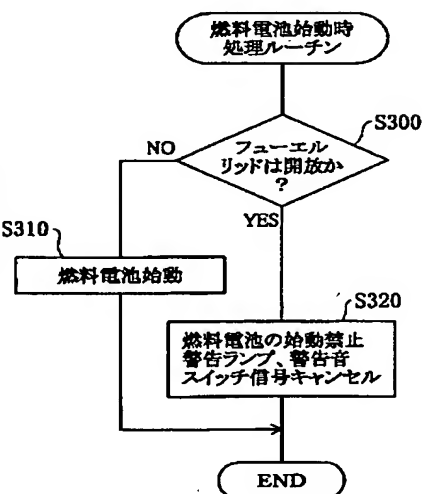 燃料電池始動時
処理ルーチン
S300
フューエル
リッドは開放か
?
NO
YES
S310
燃料電池始動
S320
燃料電池の始動禁止
警告ランプ、警告音
スイッチ信号キャンセル
END